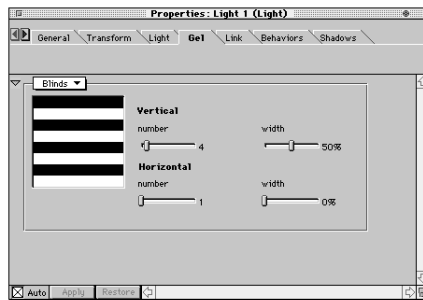 Properties: Light 1 (Light)
General Transform Light Gel Link Behaviors Shadows
Blinds
Vertical
number width
4 50%
Horizontal
number width
1 0%
Auto Apply Restore